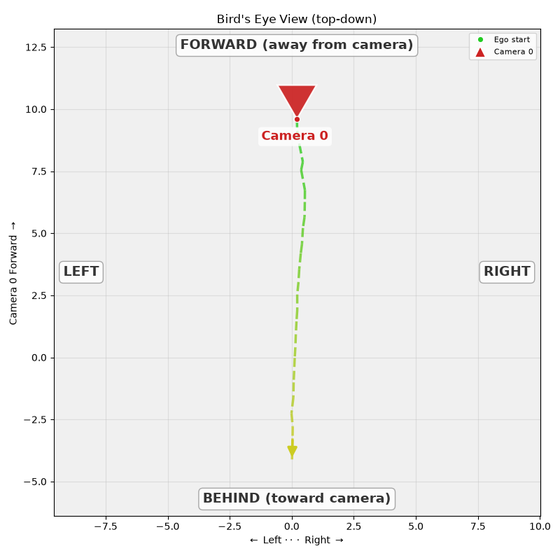 Bird's Eye View (top-down)
FORWARD (away from camera)
Ego start
Camera 0
Camera 0
LEFT
RIGHT
BEHIND (toward camera)
Camera 0 Forward →
12.5
10.0
7.5
5.0
2.5
0.0
−2.5
−5.0
−7.5 −5.0 −2.5 0.0 2.5 5.0 7.5 10.0
← Left · · · Right →